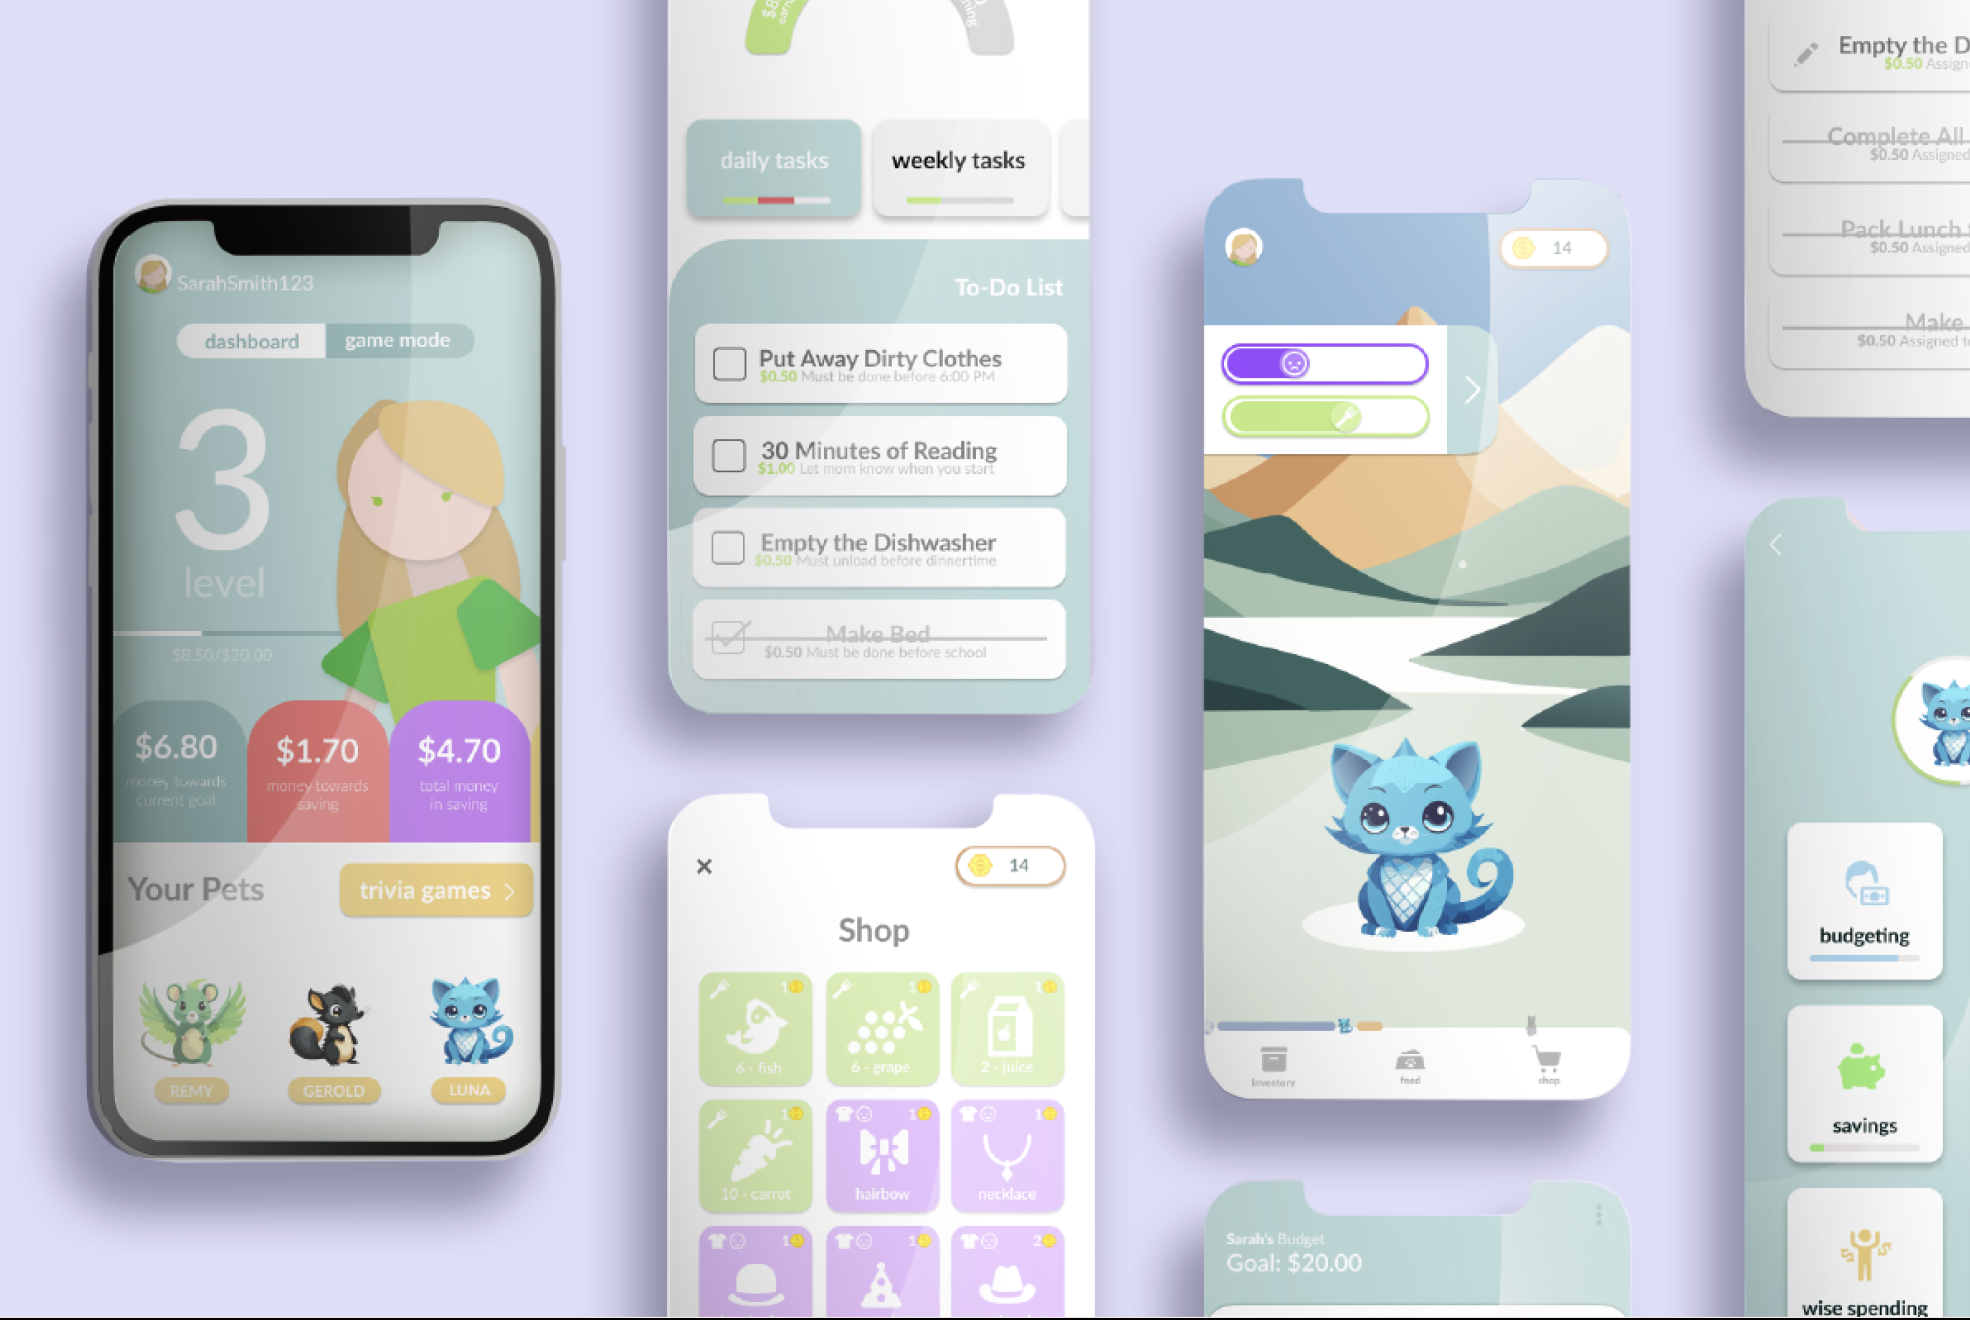 SarahSmith123
dashboard
game mode
3
level
$8.50/$20.00
$6.80
money towards
current goal
$1.70
money towards
saving
$4.70
total money
in saving
Your Pets
trivia games >
REMY
GEROLD
LUNA
daily tasks
weekly tasks
To-Do List
Put Away Dirty Clothes
$0.50 Must be done before 6:00 PM
30 Minutes of Reading
$1.00 Let mom know when you start
Empty the Dishwasher
$0.50 Must unload before dinnertime
Make Bed
$0.50 Must be done before school
14
Shop
1
6 - fish
1
6 - grape
1
2 - juice
1
10 - carrot
1
hairbow
1
necklace
1
1
2
14
inventory
feed
shop
Sarah's Budget
Goal: $20.00
Empty the D
$0.50 Assign
Complete All
$0.50 Assigned
Pack Lunch
$0.50 Assigned
Make
$0.50 Assigned to
budgeting
savings
wise spending